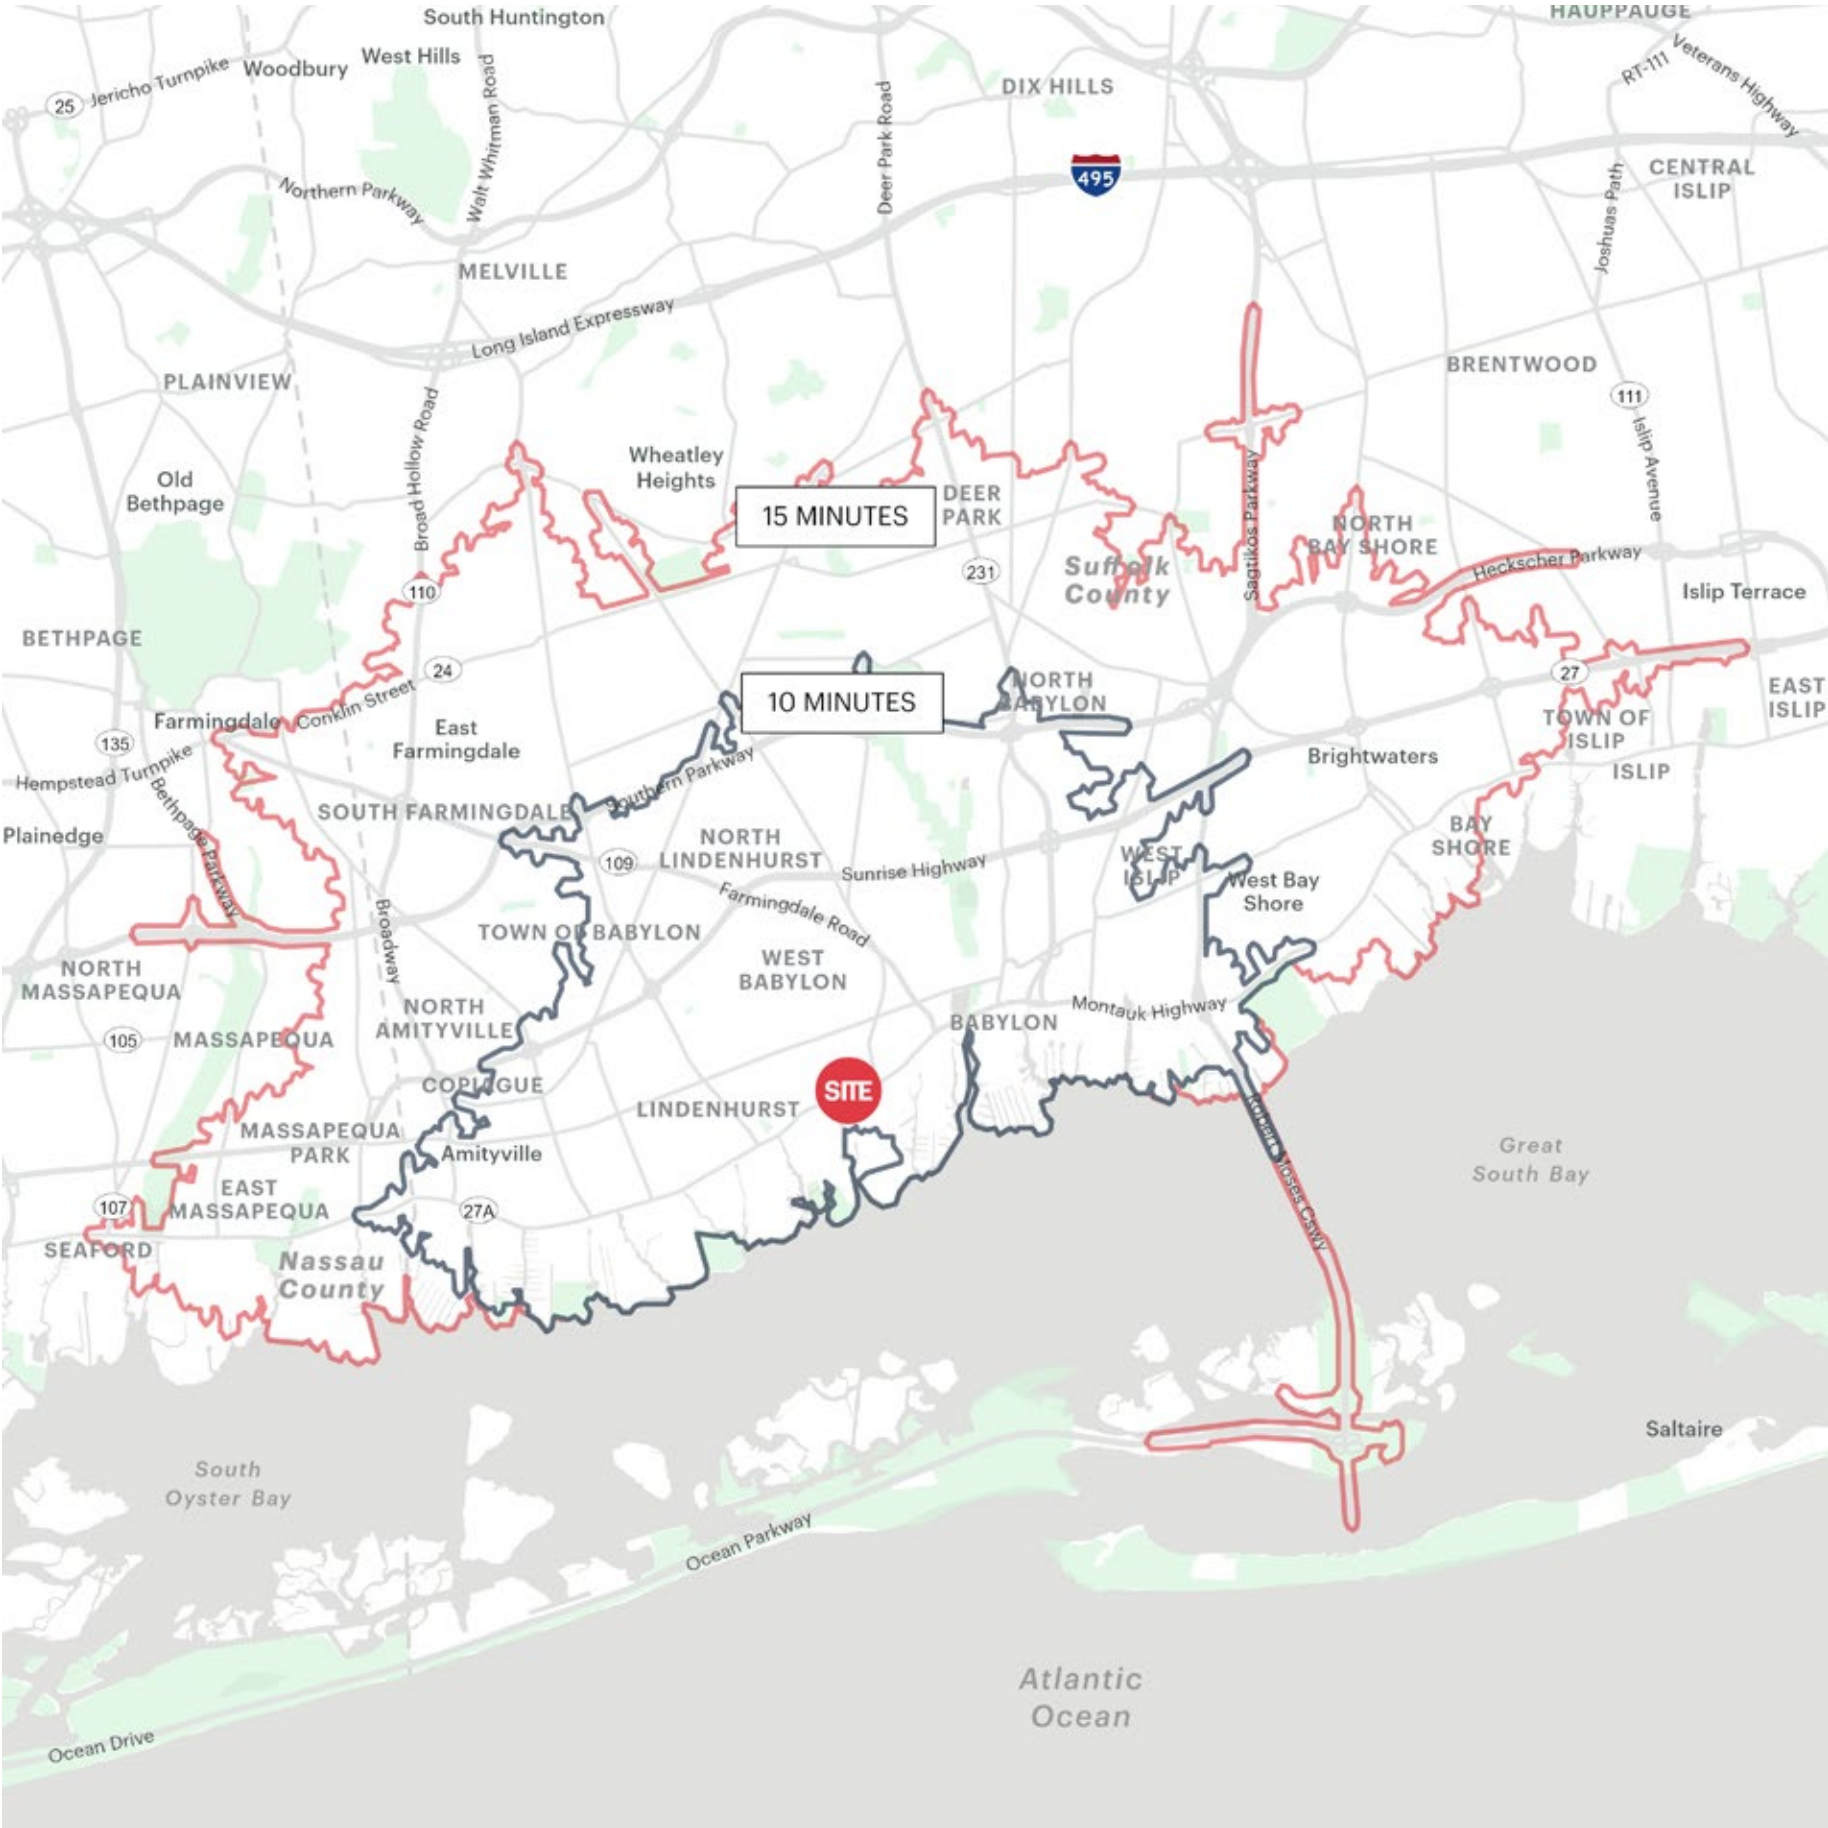 South Huntington
HAUPPAUGE
West Hills
Woodbury
25
Jericho Turnpike
Walt Whitman Road
Deer Park Road
DIX HILLS
RT-111
Veterans Highway
495
CENTRAL
ISLIP
Northern Parkway
Joshuas Path
MELVILLE
Long Island Expressway
PLAINVIEW
BRENTWOOD
111
Islip Avenue
Broad Hollow Road
Old
Bethpage
Wheatley
Heights
15 MINUTES
DEER
PARK
Sagtikos Parkway
NORTH
BAY SHORE
Heckscher Parkway
231
Suffolk
County
110
Islip Terrace
BETHPAGE
24
27
10 MINUTES
NORTH
BABYLON
EAST
ISLIP
Farmingdale
Conklin Street
TOWN OF
ISLIP
135
East
Farmingdale
Hempstead Turnpike
Bethpage Parkway
Southern Parkway
Brightwaters
ISLIP
SOUTH FARMINGDALE
Plainedge
NORTH
LINDENHURST
109
Sunrise Highway
BAY
SHORE
WEST
ISLIP
West Bay
Shore
Farmingdale Road
Broadway
TOWN OF BABYLON
WEST
BABYLON
NORTH
MASSAPEQUA
NORTH
AMITYVILLE
Montauk Highway
BABYLON
105
MASSAPEQUA
COPIAGUE
SITE
LINDENHURST
MASSAPEQUA
PARK
Amityville
Robert Moses Cswy
Great
South Bay
EAST
MASSAPEQUA
107
27A
SEAFORD
Nassau
County
Saltaire
South
Oyster Bay
Ocean Parkway
Atlantic
Ocean
Ocean Drive